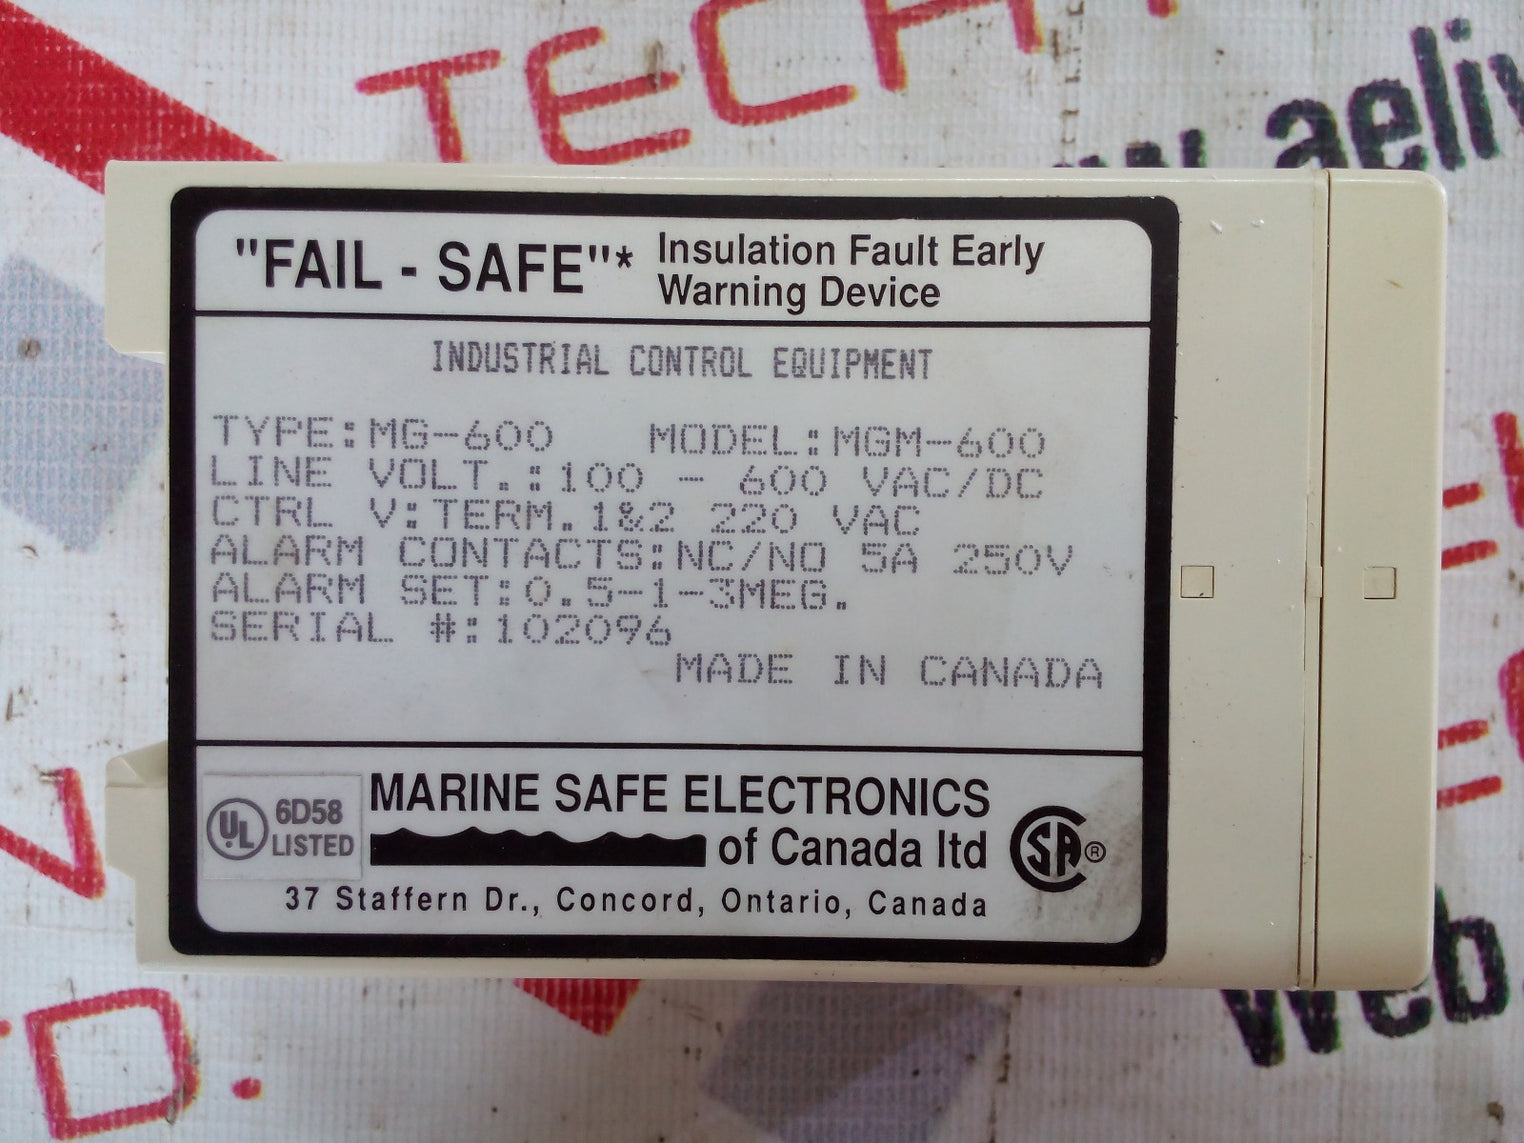 TECH
aeliv
"FAIL - SAFE"* Insulation Fault Early
Warning Device
INDUSTRIAL CONTROL EQUIPMENT
TYPE:MG-600 MODEL:MGM-600
LINE VOLT.:100 - 600 VAC/DC
CTRL V:TERM.1&2 220 VAC
ALARM CONTACTS:NC/NO 5A 250V
ALARM SET:0.5-1-3MEG.
SERIAL #:102096
MADE IN CANADA
UL 6D58
LISTED
MARINE SAFE ELECTRONICS
of Canada ltd
SA ®
37 Staffern Dr., Concord, Ontario, Canada
web
D.